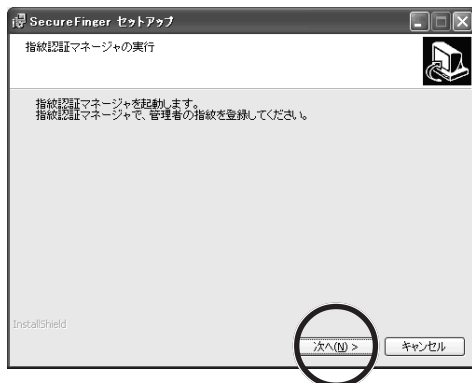 SecureFinger セットアップ
指紋認証マネージャの実行
指紋認証マネージャを起動します。
指紋認証マネージャで、管理者の指紋を登録してください。
InstallShield
次へ(N) >
キャンセル